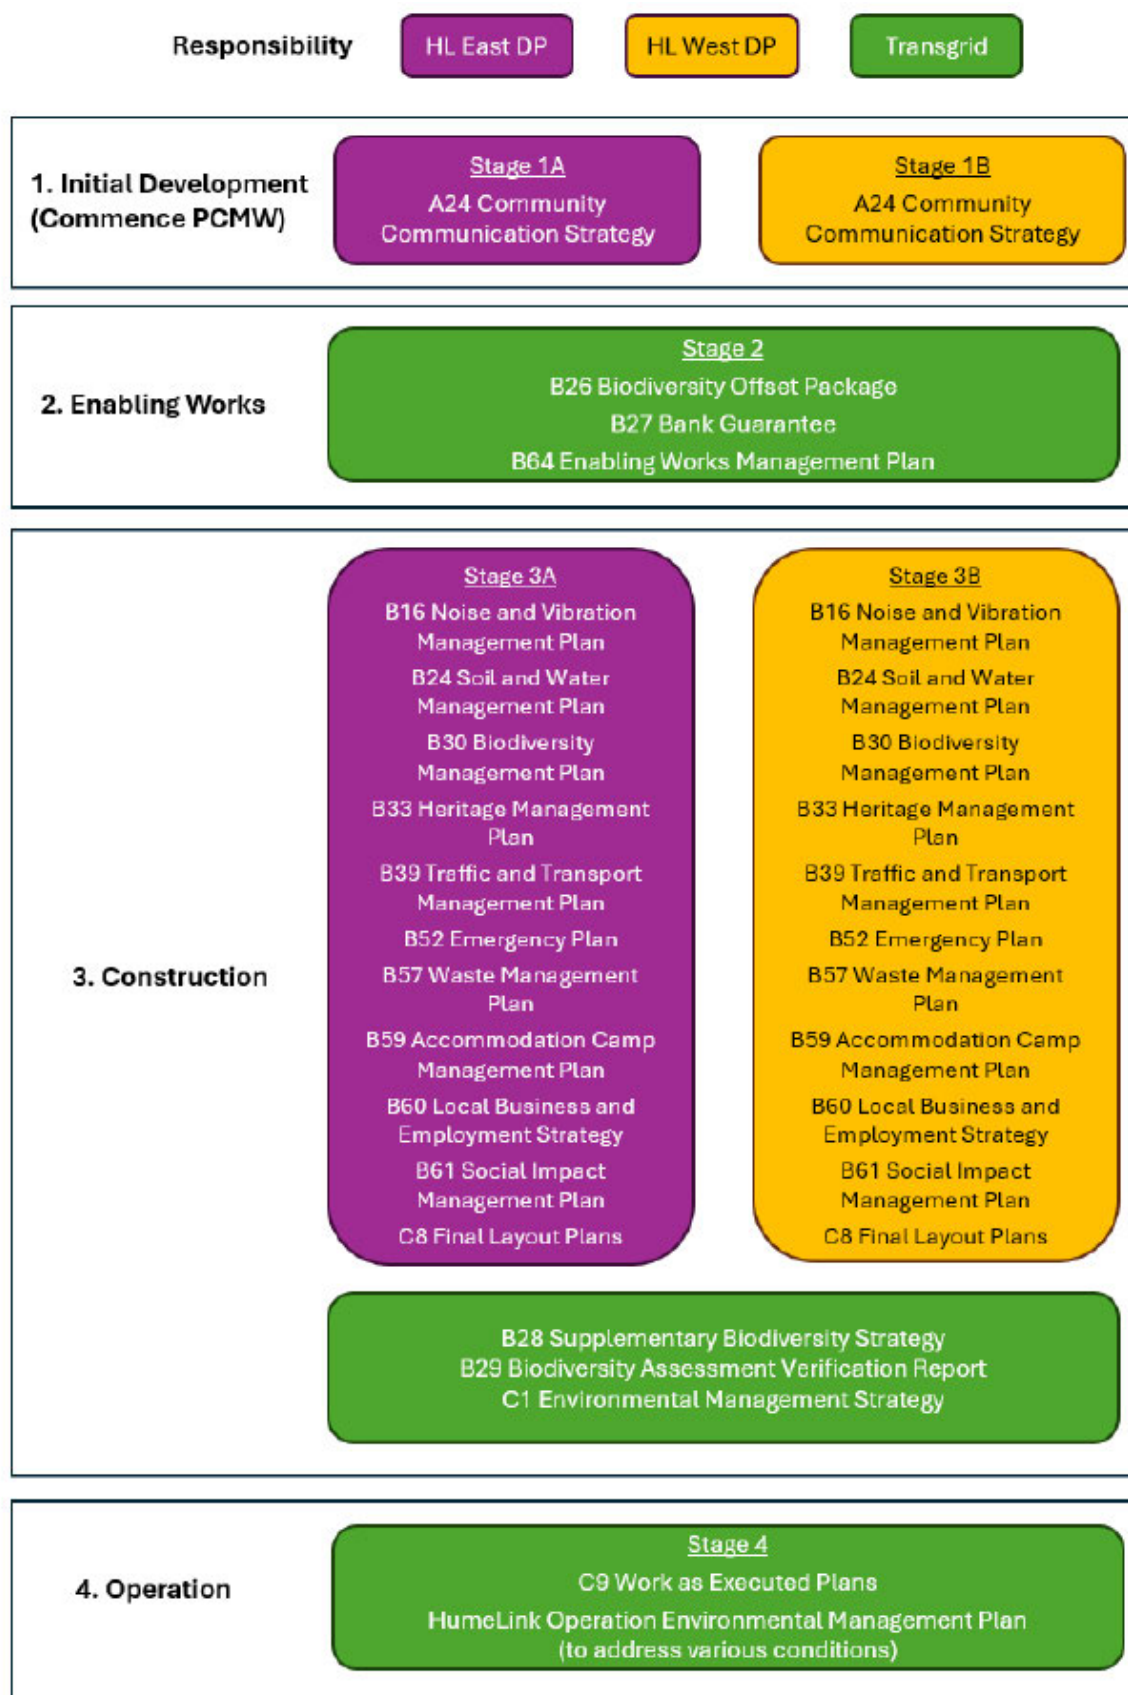 Responsibility
HL East DP
HL West DP
Transgrid
1. Initial Development
(Commence PCMW)
Stage 1A
A24 Community
Communication Strategy
Stage 1B
A24 Community
Communication Strategy
2. Enabling Works
Stage 2
B26 Biodiversity Offset Package
B27 Bank Guarantee
B64 Enabling Works Management Plan
3. Construction
Stage 3A
B16 Noise and Vibration
Management Plan
B24 Soil and Water
Management Plan
B30 Biodiversity
Management Plan
B33 Heritage Management
Plan
B39 Traffic and Transport
Management Plan
B52 Emergency Plan
B57 Waste Management
Plan
B59 Accommodation Camp
Management Plan
B60 Local Business and
Employment Strategy
B61 Social Impact
Management Plan
C8 Final Layout Plans
Stage 3B
B16 Noise and Vibration
Management Plan
B24 Soil and Water
Management Plan
B30 Biodiversity
Management Plan
B33 Heritage Management
Plan
B39 Traffic and Transport
Management Plan
B52 Emergency Plan
B57 Waste Management
Plan
B59 Accommodation Camp
Management Plan
B60 Local Business and
Employment Strategy
B61 Social Impact
Management Plan
C8 Final Layout Plans
B28 Supplementary Biodiversity Strategy
B29 Biodiversity Assessment Verification Report
C1 Environmental Management Strategy
4. Operation
Stage 4
C9 Work as Executed Plans
HumeLink Operation Environmental Management Plan
(to address various conditions)